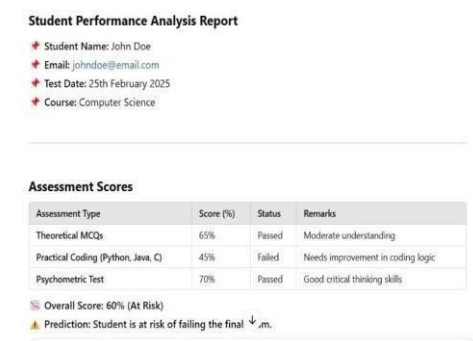 Student Performance Analysis Report
Student Name: John Doe
Email: johndoe@email.com
Test Date: 25th February 2025
Course: Computer Science
Assessment Scores
Assessment Type Score (%) Status Remarks
Theoretical MCQs 65% Passed Moderate understanding
Practical Coding (Python, Java, C) 45% Failed Needs improvement in coding logic
Psychometric Test 70% Passed Good critical thinking skills
Overall Score: 60% (At Risk)
Prediction: Student is at risk of failing the final